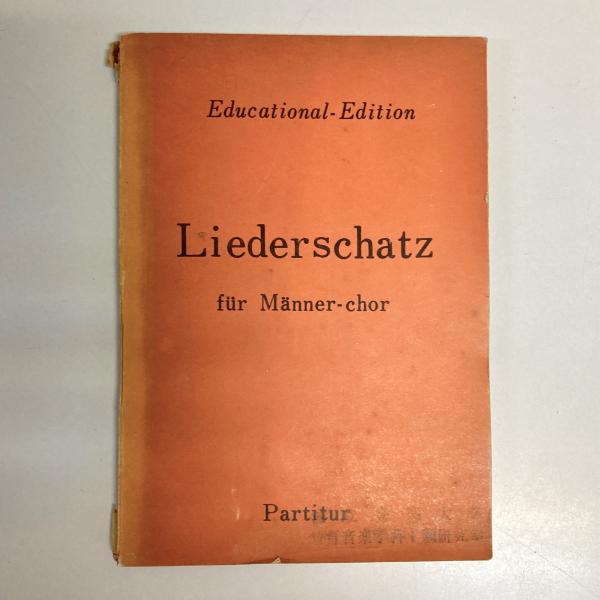 Educational-Edition
Liederschatz
für Männer-chor
Partitur